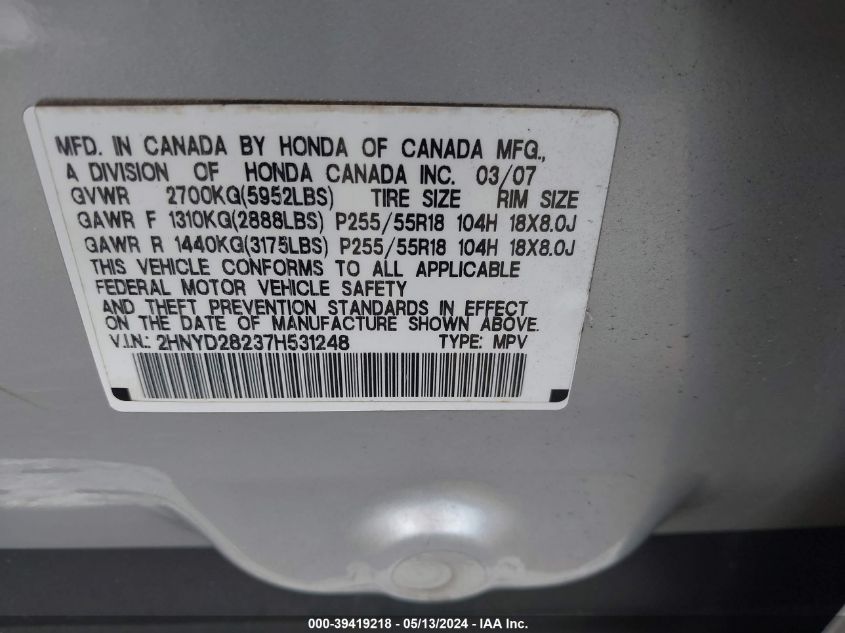 MFD. IN CANADA BY HONDA OF CANADA MFG.,
A DIVISION OF HONDA CANADA INC. 03/07
GVWR 2700KG(5952LBS) TIRE SIZE RIM SIZE
GAWR F 1310KG(2888LBS) P255/55R18 104H 18X8.0J
GAWR R 1440KG(3175LBS) P255/55R18 104H 18X8.0J
THIS VEHICLE CONFORMS TO ALL APPLICABLE
FEDERAL MOTOR VEHICLE SAFETY
AND THEFT PREVENTION STANDARDS IN EFFECT
ON THE DATE OF MANUFACTURE SHOWN ABOVE.
V.I.N.: 2HNYD28237H531248 TYPE: MPV
000-39419218 - 05/13/2024 - IAA Inc.